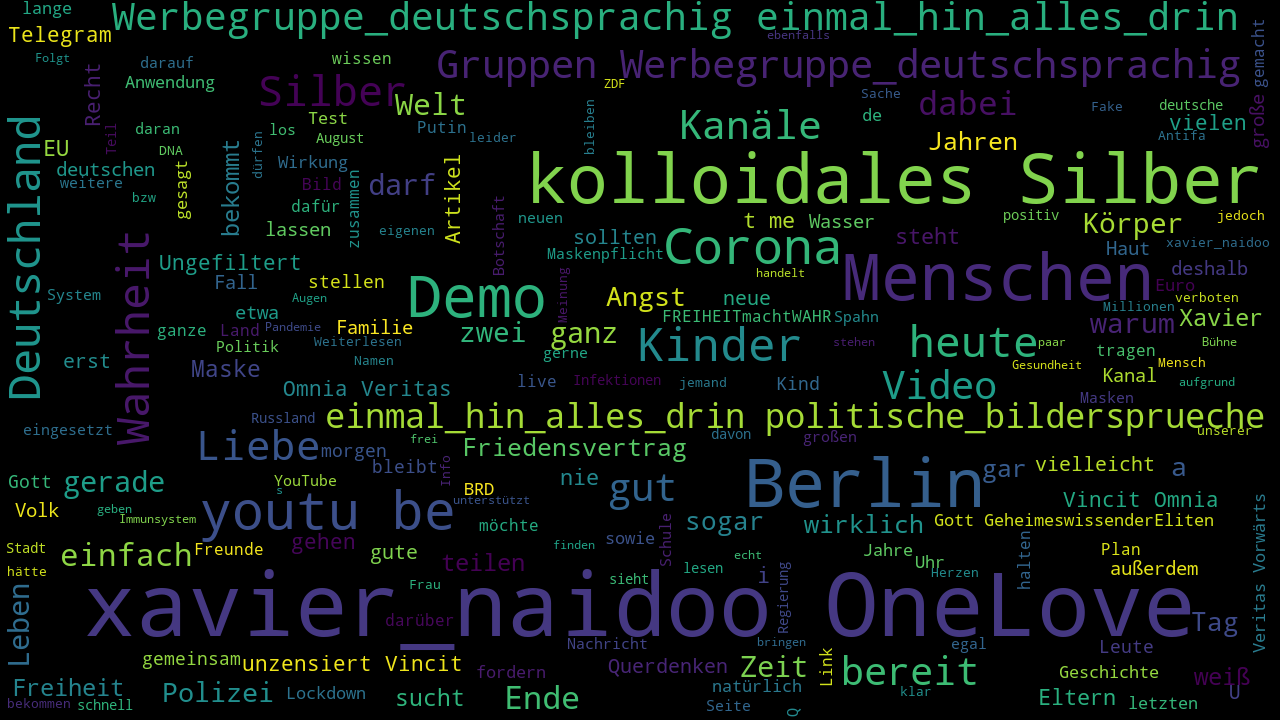 lange
Werbegruppe_deutschsprachig einmal_hin_alles_drin
Telegram
ebenfalls
gemacht
Folgt
darauf
wissen
Gruppen Werbegruppe_deutschsprachig
Recht
Anwendung
Silber
Welt
ZDF
Sache
dabei
Fake
deutsche
große
Deutschland
Teil
daran
los
Test
August
Putin
leider
bleiben
Kanäle
de
Jahren
Antifa
vielen
EU
DNA
dürfen
deutschen
weitere
bzw
gesagt
bekommt
Wirkung
Bild
dafür
zusammen
darf
Artikel
kolloidales Silber
Botschaft
neuen
t me
Wasser
positiv
Körper
jedoch
lassen
eigenen
sollten
Maskenpflicht
Corona
steht
Haut
xavier_naidoo
Wahrheit
Ungefiltert
Fall
stellen
Demo
Meinung
handelt
Menschen
deshalb
Euro
System
Augen
etwa
Angst
neue
verboten
Millionen
ganze
Land
Pandemie
Familie
zwei
ganz
FREIHEITmachtWAHR
Spahn
warum
Xavier
Politik
Weiterlesen
gerne
Kinder
stehen
heute
paar
tragen
Bühne
erst
Maske
Namen
Gesundheit
Mensch
Omnia Veritas
live
Infektionen
jemand
Kind
Video
Kanal
aufgrund
Masken
Russland
einmal_hin_alles_drin politische_bildersprueche
eingesetzt
Liebe
morgen
frei
Friedensvertrag
davon
großen
unserer
bleibt
Info
Gott
gerade
YouTube
s
BRD
nie
gut
Berlin
gar
vielleicht
a
Volk
geben
Immunsystem
youtu be
unterstützt
möchte
sogar
wirklich
Vincit Omnia
Gott GeheimeswissenderEliten
Veritas Vorwärts
Stadt
einfach
Freunde
gehen
gute
finden
sowie
Schule
echt
Jahre
Uhr
halten
Plan
hätte
teilen
sieht
lesen
i
Regierung
Herzen
außerdem
Leben
Frau
xavier_naidoo OneLove
darüber
Tag
Nachricht
bringen
egal
Leute
gemeinsam
unzensiert Vincit
fordern
Querdenken
Zeit
Link
bereit
Geschichte
weiß
Freiheit
Polizei
Lockdown
sucht
Ende
natürlich
klar
Eltern
letzten
U
bekommen
schnell
Seite
Q